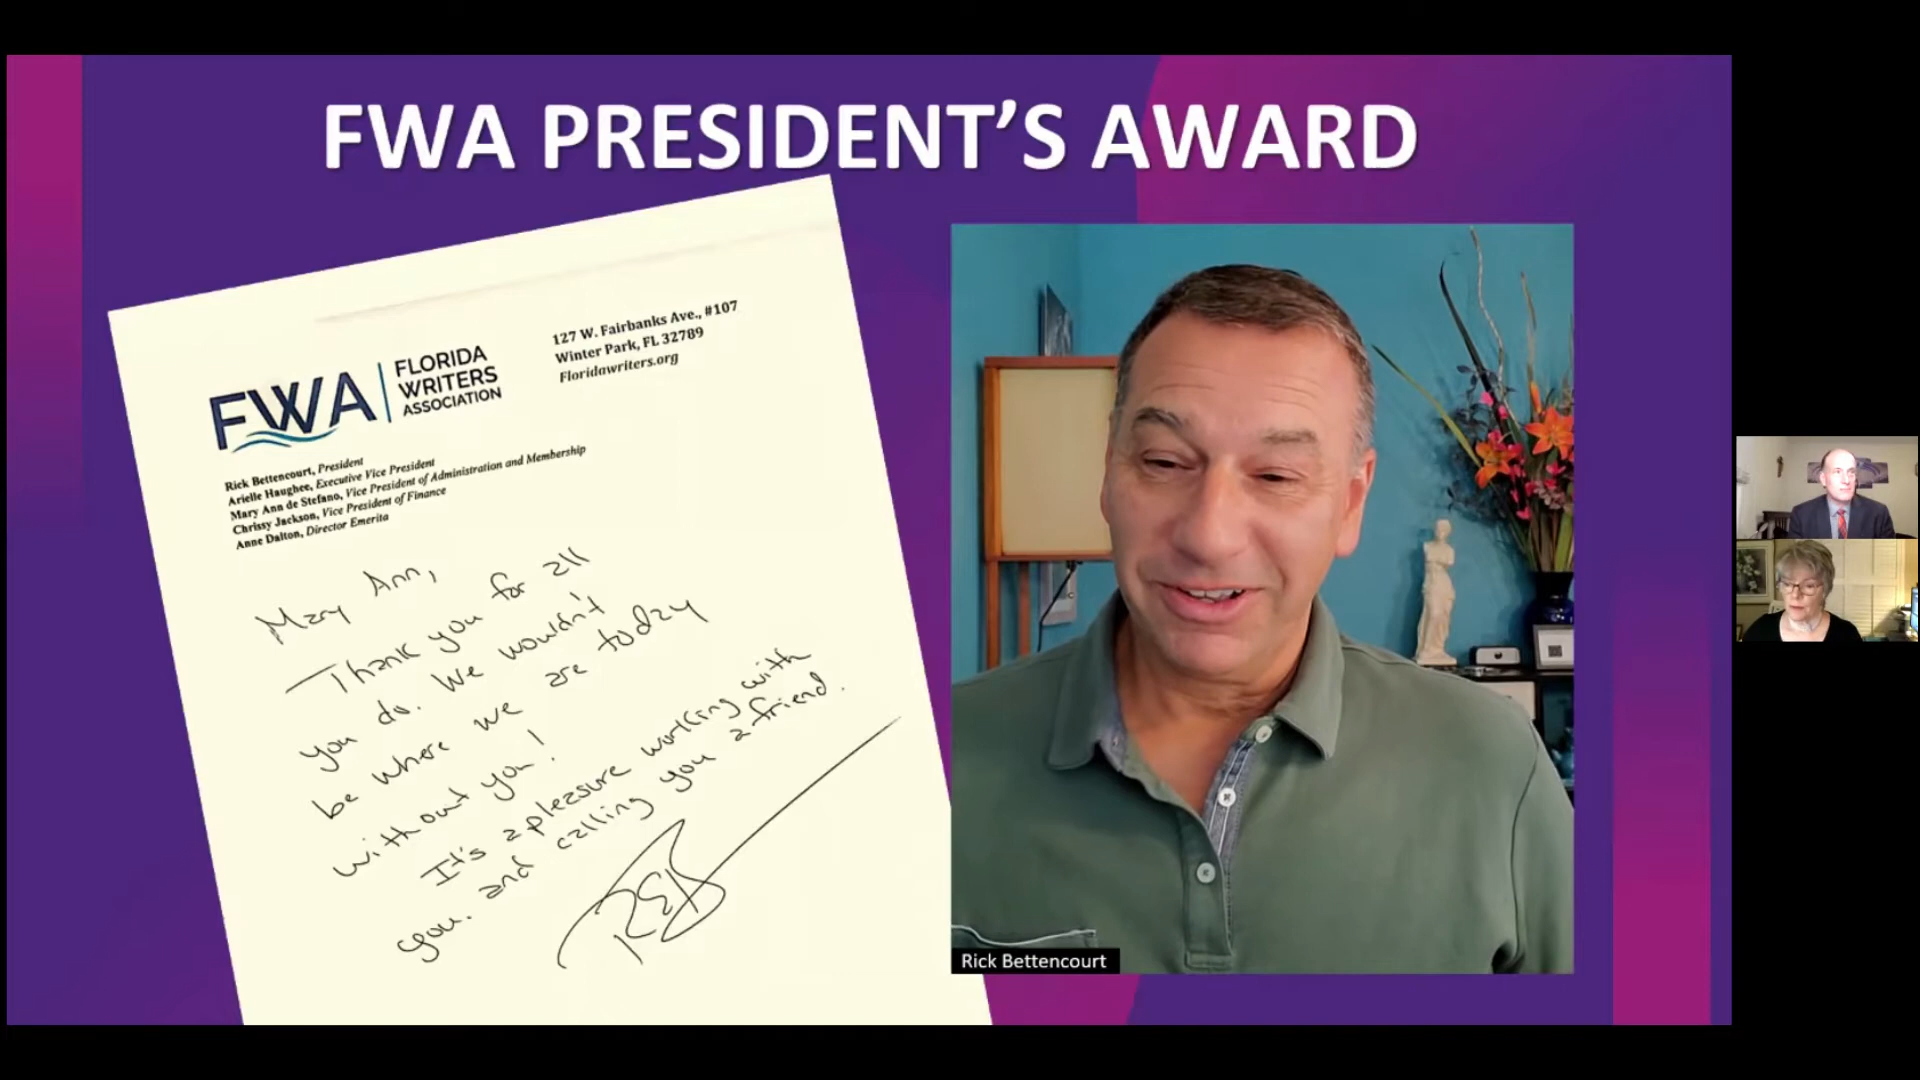 FWA PRESIDENT'S AWARD
FWA
FLORIDA
WRITERS
ASSOCIATION
127 W. Fairbanks Ave., #107
Winter Park, FL 32789
Floridawriters.org
Rick Bettencourt, President
Arielle Haughee, Executive Vice President
Mary Ann de Stefano, Vice President of Administration and Membership
Chrissy Jackson, Vice President of Finance
Anne Dalton, Director Emerita
Mary Ann,
Thank you for all
you do. We wouldn't
be where we are today
without you!
It's a pleasure working with
you. and calling you a friend.
Rick Bettencourt